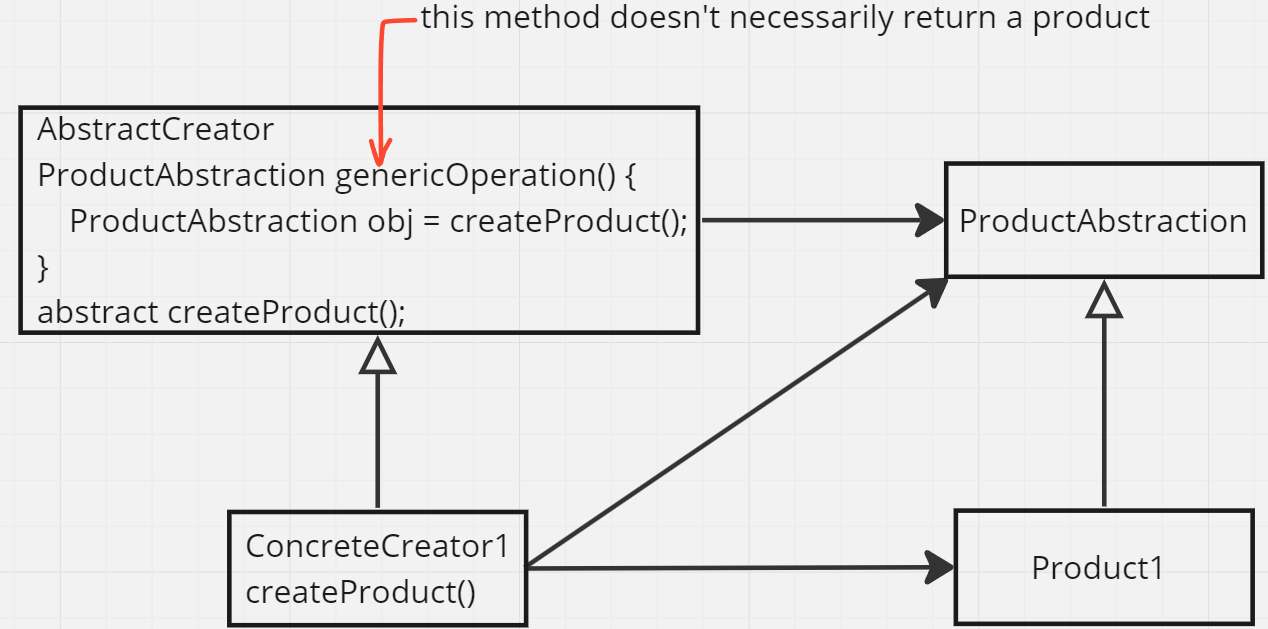 this method doesn't necessarily return a product
AbstractCreator
ProductAbstraction genericOperation() {
ProductAbstraction obj = createProduct();
}
abstract createProduct();
ProductAbstraction
ConcreteCreator1
createProduct()
Product1